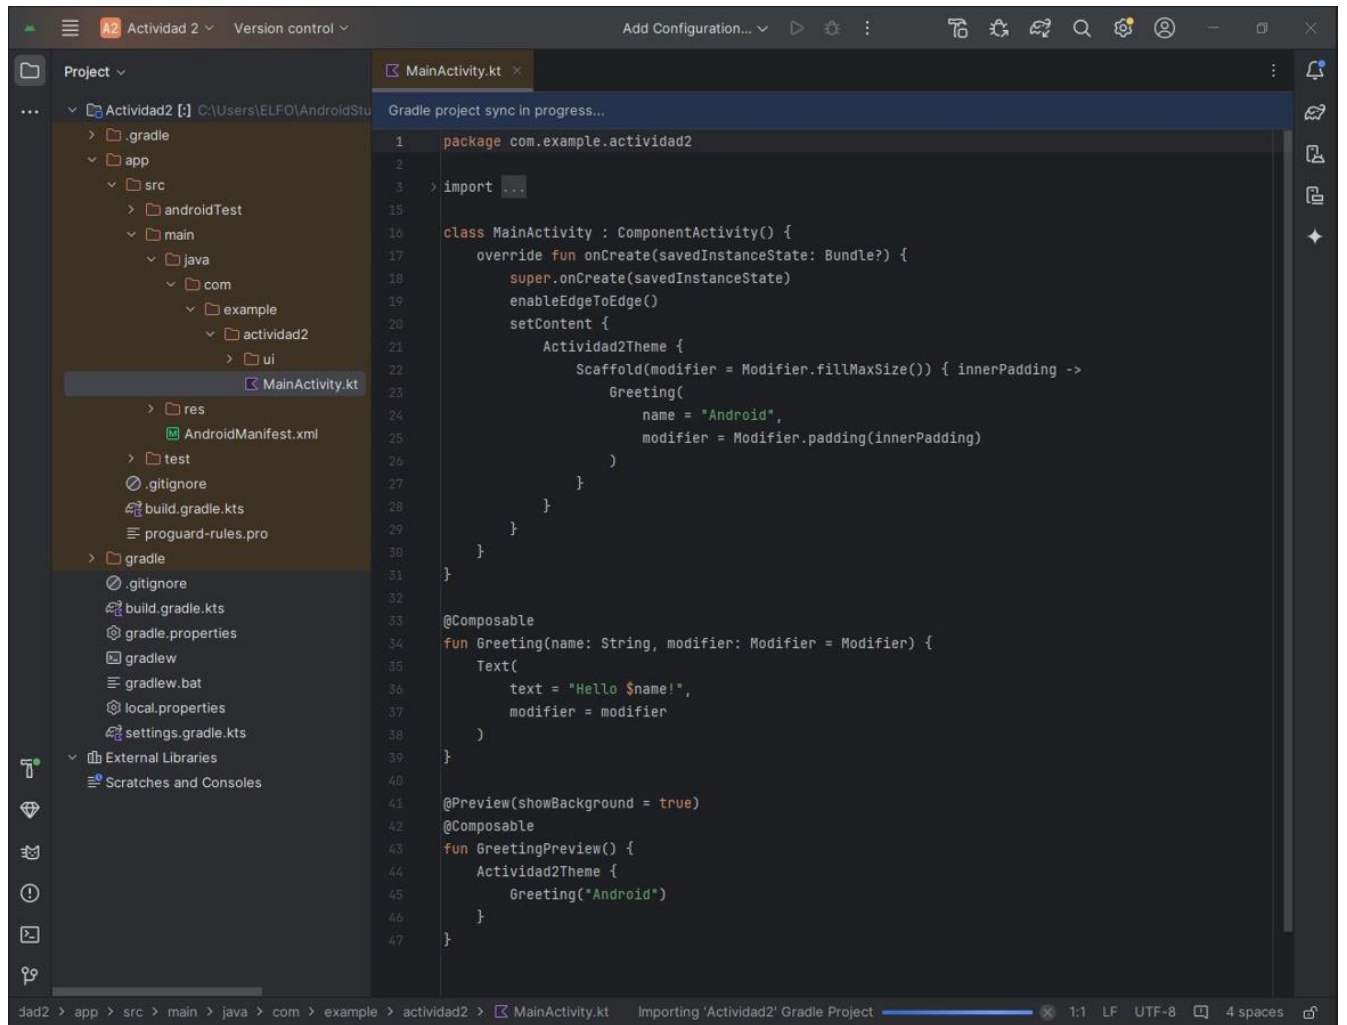 A2 Actividad 2 Version control Add Configuration...
Project
MainActivity.kt
Actividad2 [:] C:\Users\ELFO\AndroidStu
.gradle
app
src
androidTest
main
java
com
example
actividad2
ui
MainActivity.kt
res
AndroidManifest.xml
test
.gitignore
build.gradle.kts
proguard-rules.pro
gradle
.gitignore
build.gradle.kts
gradle.properties
gradlew
gradlew.bat
local.properties
settings.gradle.kts
External Libraries
Scratches and Consoles
Gradle project sync in progress...
1 package com.example.actividad2
2
3 import ...
15
16 class MainActivity : ComponentActivity() {
17     override fun onCreate(savedInstanceState: Bundle?) {
18         super.onCreate(savedInstanceState)
19         enableEdgeToEdge()
20         setContent {
21             Actividad2Theme {
22                 Scaffold(modifier = Modifier.fillMaxSize()) { innerPadding ->
23                     Greeting(
24                         name = "Android",
25                         modifier = Modifier.padding(innerPadding)
26                     )
27                 }
28             }
29         }
30     }
31 }
32
33 @Composable
34 fun Greeting(name: String, modifier: Modifier = Modifier) {
35     Text(
36         text = "Hello $name!",
37         modifier = modifier
38     )
39 }
40
41 @Preview(showBackground = true)
42 @Composable
43 fun GreetingPreview() {
44     Actividad2Theme {
45         Greeting("Android")
46     }
47 }
dad2 > app > src > main > java > com > example > actividad2 > MainActivity.kt Importing 'Actividad2' Gradle Project 1:1 LF UTF-8 4 spaces